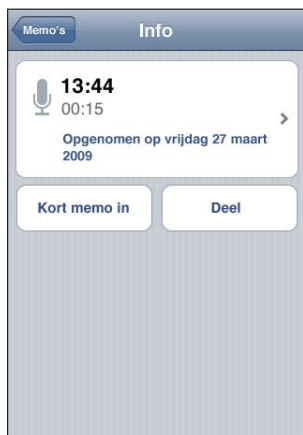 Memo's
Info
13:44
00:15
Opgenomen op vrijdag 27 maart
2009
Kort memo in
Deel